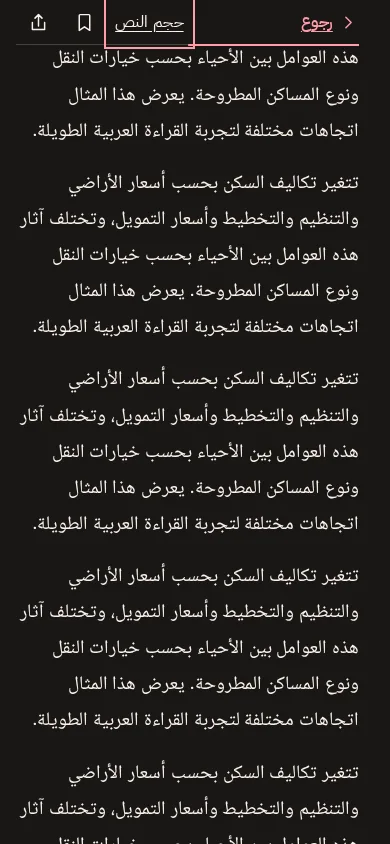 رجوع
حجم النص
هذه العوامل بين الأحياء بحسب خيارات النقل
ونوع المساكن المطروحة. يعرض هذا المثال
اتجاهات مختلفة لتجربة القراءة العربية الطويلة.
تتغير تكاليف السكن بحسب أسعار الأراضي
والتنظيم والتخطيط وأسعار التمويل، وتختلف آثار
هذه العوامل بين الأحياء بحسب خيارات النقل
ونوع المساكن المطروحة. يعرض هذا المثال
اتجاهات مختلفة لتجربة القراءة العربية الطويلة.
تتغير تكاليف السكن بحسب أسعار الأراضي
والتنظيم والتخطيط وأسعار التمويل، وتختلف آثار
هذه العوامل بين الأحياء بحسب خيارات النقل
ونوع المساكن المطروحة. يعرض هذا المثال
اتجاهات مختلفة لتجربة القراءة العربية الطويلة.
تتغير تكاليف السكن بحسب أسعار الأراضي
والتنظيم والتخطيط وأسعار التمويل، وتختلف آثار
هذه العوامل بين الأحياء بحسب خيارات النقل
ونوع المساكن المطروحة. يعرض هذا المثال
اتجاهات مختلفة لتجربة القراءة العربية الطويلة.
تتغير تكاليف السكن بحسب أسعار الأراضي
والتنظيم والتخطيط وأسعار التمويل، وتختلف آثار